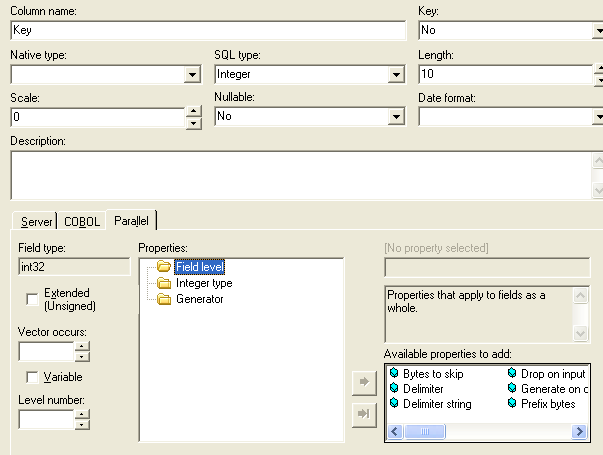 Column name:
Key:
Key
No
Native type:
SQL type:
Length:
Integer
10
Scale:
Nullable:
Date format:
0
No
Description:
Server
COBOL
Parallel
Field type:
Properties:
[No property selected]
int32
Field level
Integer type
Generator
Extended
(Unsigned)
Properties that apply to fields as a
whole.
Vector occurs:
Variable
Level number:
Available properties to add:
Bytes to skip
Drop on input
Delimiter
Generate on o
Delimiter string
Prefix bytes